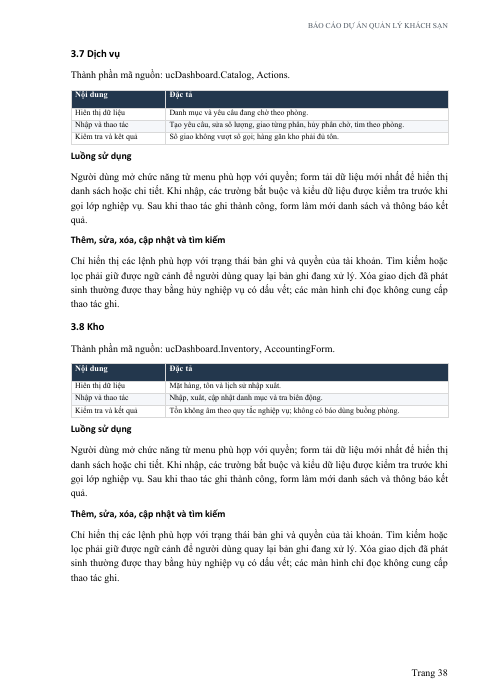 BÁO CÁO DỰ ÁN QUẢN LÝ KHÁCH SẠN
3.7 Dịch vụ
Thành phần mã nguồn: ucDashboard.Catalog, Actions.
Nội dung Đặc tả
Hiển thị dữ liệu Danh mục và yêu cầu đang chờ theo phòng.
Nhập và thao tác Tạo yêu cầu, sửa số lượng, giao từng phần, hủy phần chờ, tìm theo phòng.
Kiểm tra và kết quả Số giao không vượt số gọi; hàng gắn kho phải đủ tồn.
Luồng sử dụng
Người dùng mở chức năng từ menu phù hợp với quyền; form tải dữ liệu mới nhất để hiển thị
danh sách hoặc chi tiết. Khi nhập, các trường bắt buộc và kiểu dữ liệu được kiểm tra trước khi
gọi lớp nghiệp vụ. Sau khi thao tác ghi thành công, form làm mới danh sách và thông báo kết
quả.
Thêm, sửa, xóa, cập nhật và tìm kiếm
Chỉ hiển thị các lệnh phù hợp với trạng thái bản ghi và quyền của tài khoản. Tìm kiếm hoặc
lọc phải giữ được ngữ cảnh để người dùng quay lại bản ghi đang xử lý. Xóa giao dịch đã phát
sinh thường được thay bằng hủy nghiệp vụ có dấu vết; các màn hình chỉ đọc không cung cấp
thao tác ghi.
3.8 Kho
Thành phần mã nguồn: ucDashboard.Inventory, AccountingForm.
Nội dung Đặc tả
Hiển thị dữ liệu Mặt hàng, tồn và lịch sử nhập xuất.
Nhập và thao tác Nhập, xuất, cập nhật danh mục và tra biến động.
Kiểm tra và kết quả Tồn không âm theo quy tắc nghiệp vụ; không có báo dùng buồng phòng.
Luồng sử dụng
Người dùng mở chức năng từ menu phù hợp với quyền; form tải dữ liệu mới nhất để hiển thị
danh sách hoặc chi tiết. Khi nhập, các trường bắt buộc và kiểu dữ liệu được kiểm tra trước khi
gọi lớp nghiệp vụ. Sau khi thao tác ghi thành công, form làm mới danh sách và thông báo kết
quả.
Thêm, sửa, xóa, cập nhật và tìm kiếm
Chỉ hiển thị các lệnh phù hợp với trạng thái bản ghi và quyền của tài khoản. Tìm kiếm hoặc
lọc phải giữ được ngữ cảnh để người dùng quay lại bản ghi đang xử lý. Xóa giao dịch đã phát
sinh thường được thay bằng hủy nghiệp vụ có dấu vết; các màn hình chỉ đọc không cung cấp
thao tác ghi.
Trang 38